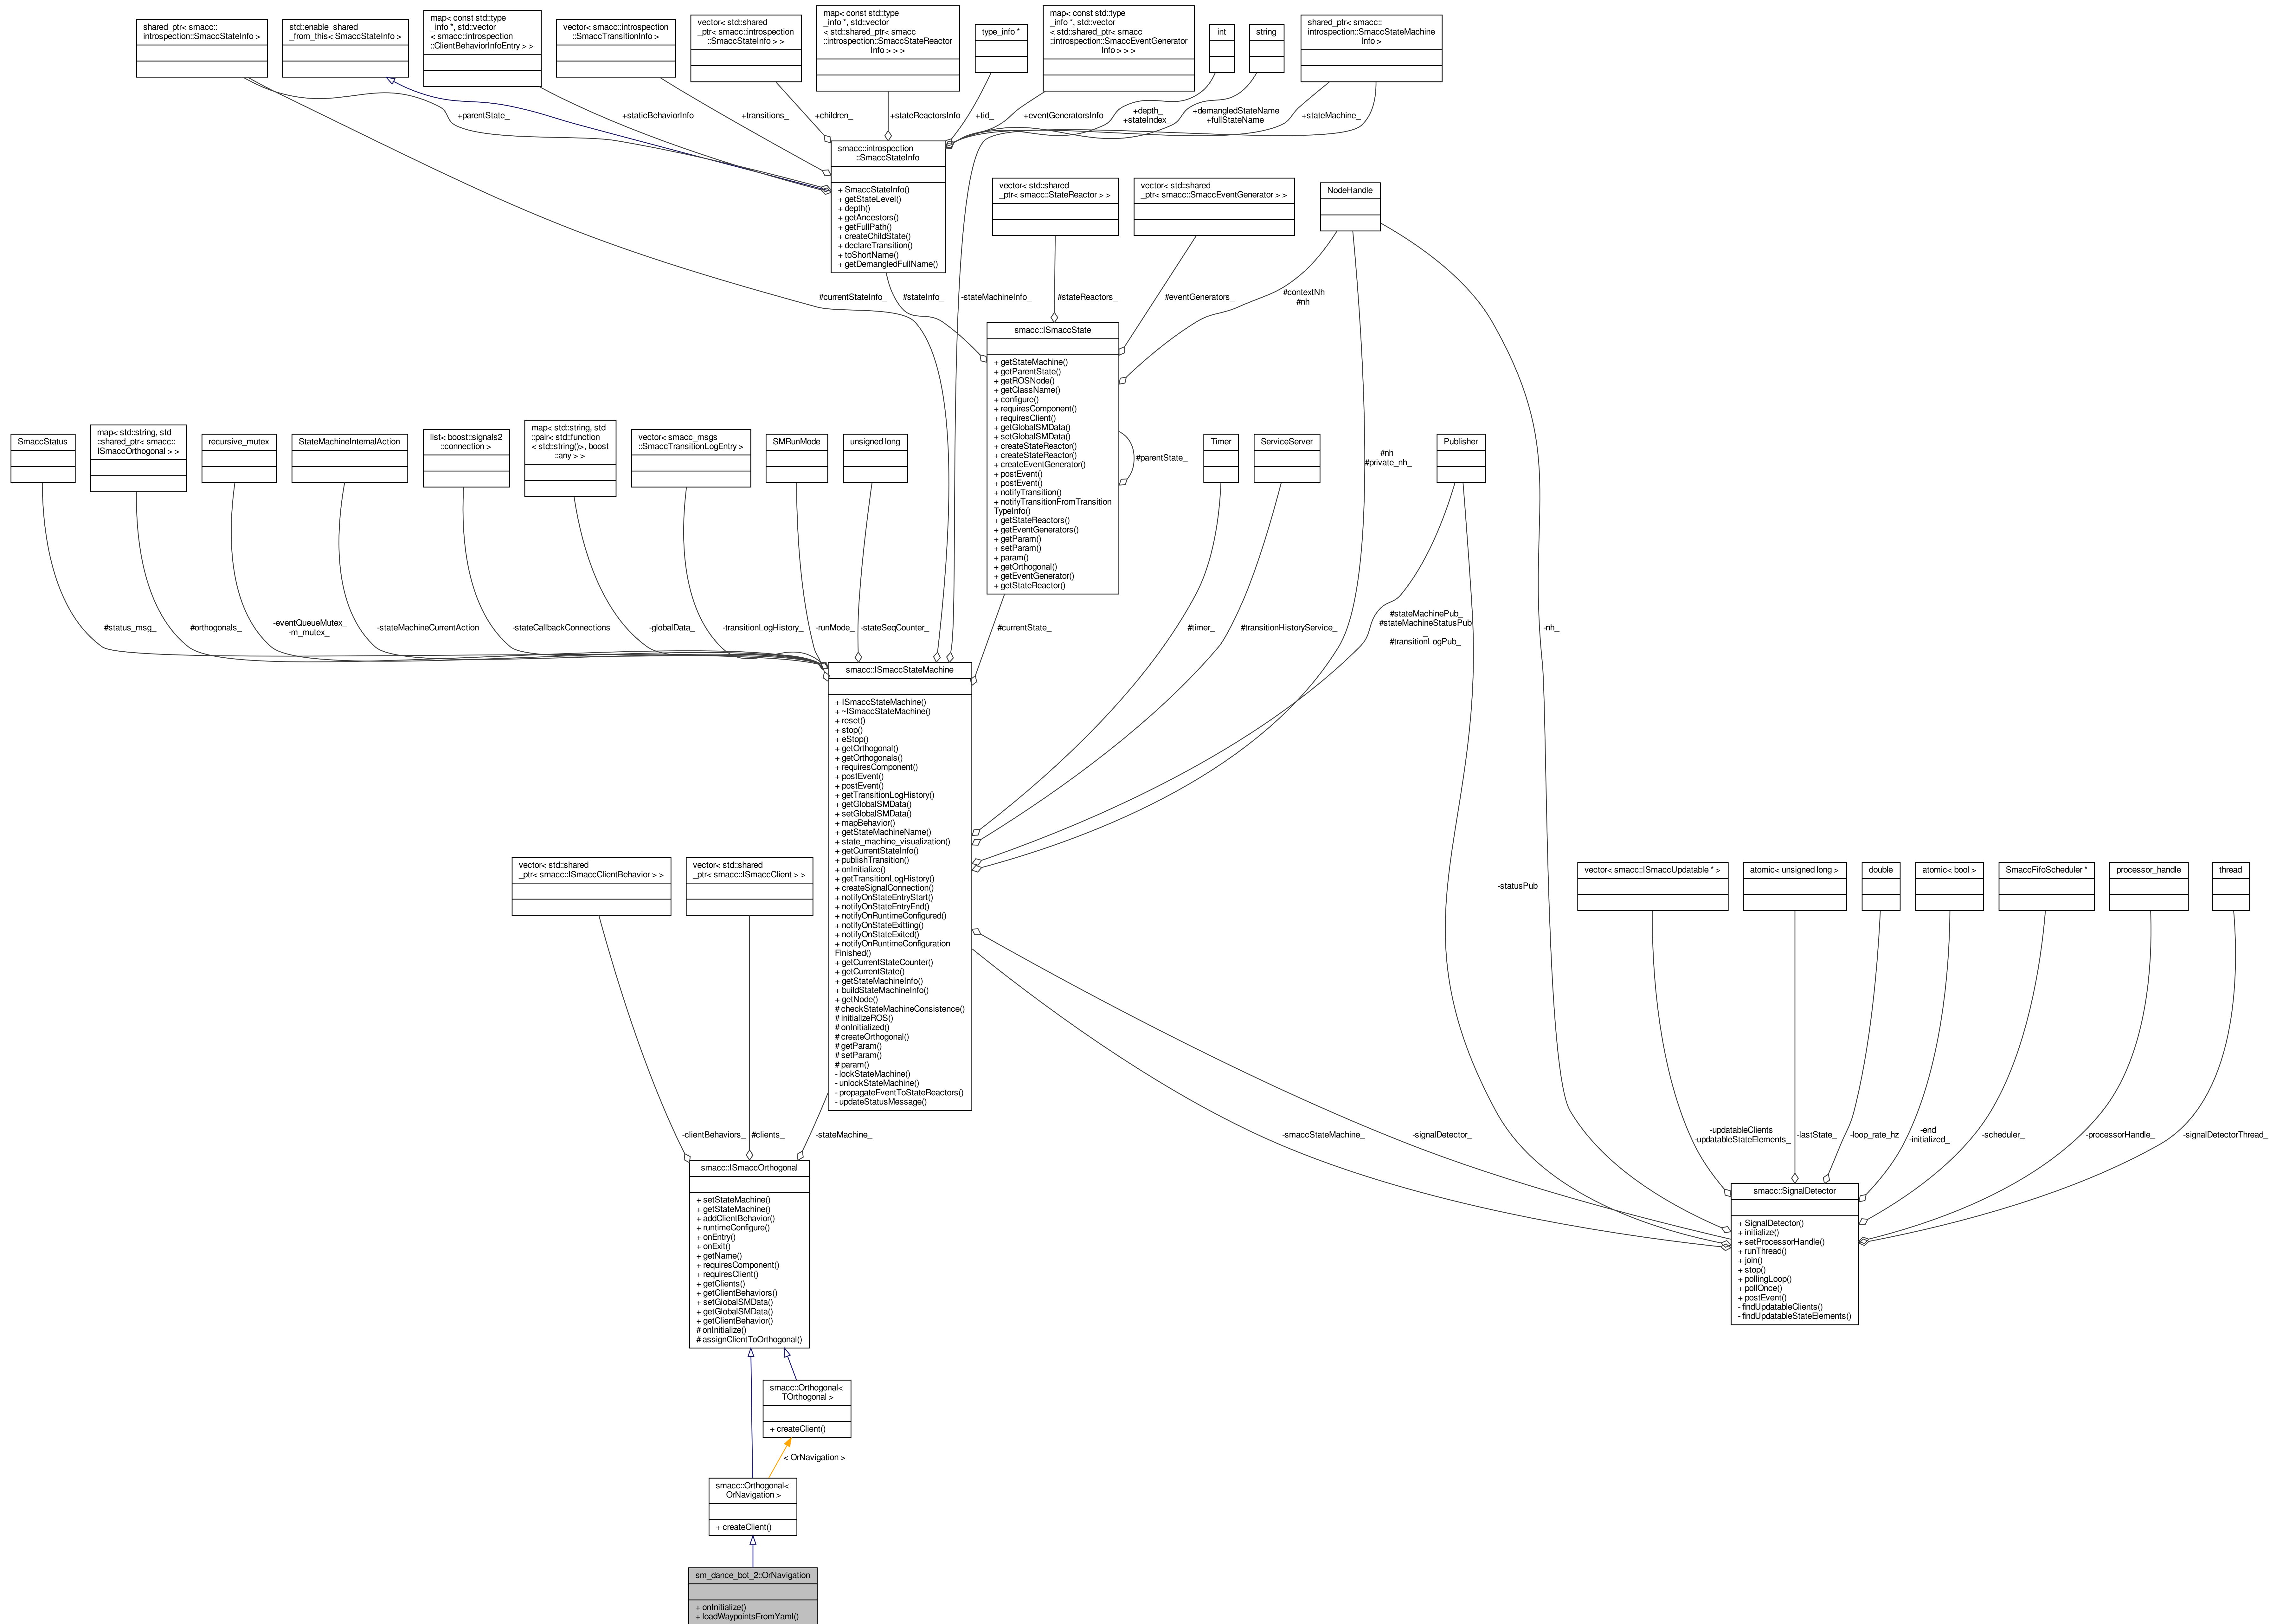 shared_ptr< smacc::
introspection::SmaccStateInfo >
std::enable_shared
_from_this< SmaccStateInfo >
map< const std::type
_info *, std::vector
< smacc::introspection
::ClientBehaviorInfoEntry > >
vector< smacc::introspection
::SmaccTransitionInfo >
vector< std::shared
_ptr< smacc::introspection
::SmaccStateInfo > >
map< const std::type
_info *, std::vector
< std::shared_ptr< smacc
::introspection::SmaccStateReactor
Info > > >
type_info *
map< const std::type
_info *, std::vector
< std::shared_ptr< smacc
::introspection::SmaccEventGenerator
Info > > >
int
string
shared_ptr< smacc::
introspection::SmaccStateMachine
Info >
+parentState_
+staticBehaviorInfo
+transitions_
+children_
+stateReactorsInfo
+tid_
+eventGeneratorsInfo
+depth_
+stateIndex_
+demangledStateName
+fullStateName
+stateMachine_
smacc::introspection
::SmaccStateInfo
+ SmaccStateInfo()
+ getStateLevel()
+ depth()
+ getAncestors()
+ getFullPath()
+ createChildState()
+ declareTransition()
+ toShortName()
+ getDemangledFullName()
vector< std::shared
_ptr< smacc::StateReactor > >
vector< std::shared
_ptr< smacc::SmaccEventGenerator > >
NodeHandle
#currentStateInfo_
#stateInfo_
-stateMachineInfo_
#stateReactors_
#eventGenerators_
#contextNh
#nh
smacc::ISmaccState
+ getStateMachine()
+ getParentState()
+ getROSNode()
+ getClassName()
+ configure()
+ requiresComponent()
+ requiresClient()
+ getGlobalSMData()
+ setGlobalSMData()
+ createStateReactor()
+ createStateReactor()
+ createEventGenerator()
+ postEvent()
+ postEvent()
+ notifyTransition()
+ notifyTransitionFromTransition
TypeInfo()
+ getStateReactors()
+ getEventGenerators()
+ getParam()
+ setParam()
+ param()
+ getOrthogonal()
+ getEventGenerator()
+ getStateReactor()
#parentState_
SmaccStatus
map< std::string, std
::shared_ptr< smacc::
ISmaccOrthogonal > >
recursive_mutex
StateMachineInternalAction
list< boost::signals2
::connection >
map< std::string, std
::pair< std::function
< std::string()>, boost
::any > >
vector< smacc_msgs
::SmaccTransitionLogEntry >
SMRunMode
unsigned long
Timer
ServiceServer
#nh_
#private_nh_
Publisher
#status_msg_
#orthogonals_
-eventQueueMutex_
-m_mutex_
-stateMachineCurrentAction
-stateCallbackConnections
-globalData_
-transitionLogHistory_
-runMode_
-stateSeqCounter_
#currentState_
#timer_
#transitionHistoryService_
#stateMachinePub_
#stateMachineStatusPub
_
#transitionLogPub_
-nh_
smacc::ISmaccStateMachine
+ ISmaccStateMachine()
+ ~ISmaccStateMachine()
+ reset()
+ stop()
+ eStop()
+ getOrthogonal()
+ getOrthogonals()
+ requiresComponent()
+ postEvent()
+ postEvent()
+ getTransitionLogHistory()
+ getGlobalSMData()
+ setGlobalSMData()
+ mapBehavior()
+ getStateMachineName()
+ state_machine_visualization()
+ getCurrentStateInfo()
+ publishTransition()
+ onInitialize()
+ getTransitionLogHistory()
+ createSignalConnection()
+ notifyOnStateEntryStart()
+ notifyOnStateEntryEnd()
+ notifyOnRuntimeConfigured()
+ notifyOnStateExitting()
+ notifyOnStateExited()
+ notifyOnRuntimeConfiguration
Finished()
+ getCurrentStateCounter()
+ getCurrentState()
+ getStateMachineInfo()
+ buildStateMachineInfo()
+ getNode()
# checkStateMachineConsistence()
# initializeROS()
# onInitialized()
# createOrthogonal()
# getParam()
# setParam()
# param()
- lockStateMachine()
- unlockStateMachine()
- propagateEventToStateReactors()
- updateStatusMessage()
vector< std::shared
_ptr< smacc::ISmaccClientBehavior > >
vector< std::shared
_ptr< smacc::ISmaccClient > >
-statusPub_
vector< smacc::ISmaccUpdatable * >
atomic< unsigned long >
double
atomic< bool >
SmaccFifoScheduler *
processor_handle
thread
-clientBehaviors_
#clients_
-stateMachine_
-smaccStateMachine_
-signalDetector_
-updatableClients_
-updatableStateElements_
-lastState_
-loop_rate_hz
-end_
-initialized_
-scheduler_
-processorHandle_
-signalDetectorThread_
smacc::ISmaccOrthogonal
+ setStateMachine()
+ getStateMachine()
+ addClientBehavior()
+ runtimeConfigure()
+ onEntry()
+ onExit()
+ getName()
+ requiresComponent()
+ requiresClient()
+ getClients()
+ getClientBehaviors()
+ setGlobalSMData()
+ getGlobalSMData()
+ getClientBehavior()
# onInitialize()
# assignClientToOrthogonal()
smacc::SignalDetector
+ SignalDetector()
+ initialize()
+ setProcessorHandle()
+ runThread()
+ join()
+ stop()
+ pollingLoop()
+ pollOnce()
+ postEvent()
- findUpdatableClients()
- findUpdatableStateElements()
smacc::Orthogonal<
TOrthogonal >
+ createClient()
< OrNavigation >
smacc::Orthogonal<
OrNavigation >
+ createClient()
sm_dance_bot_2::OrNavigation
+ onInitialize()
+ loadWaypointsFromYaml()